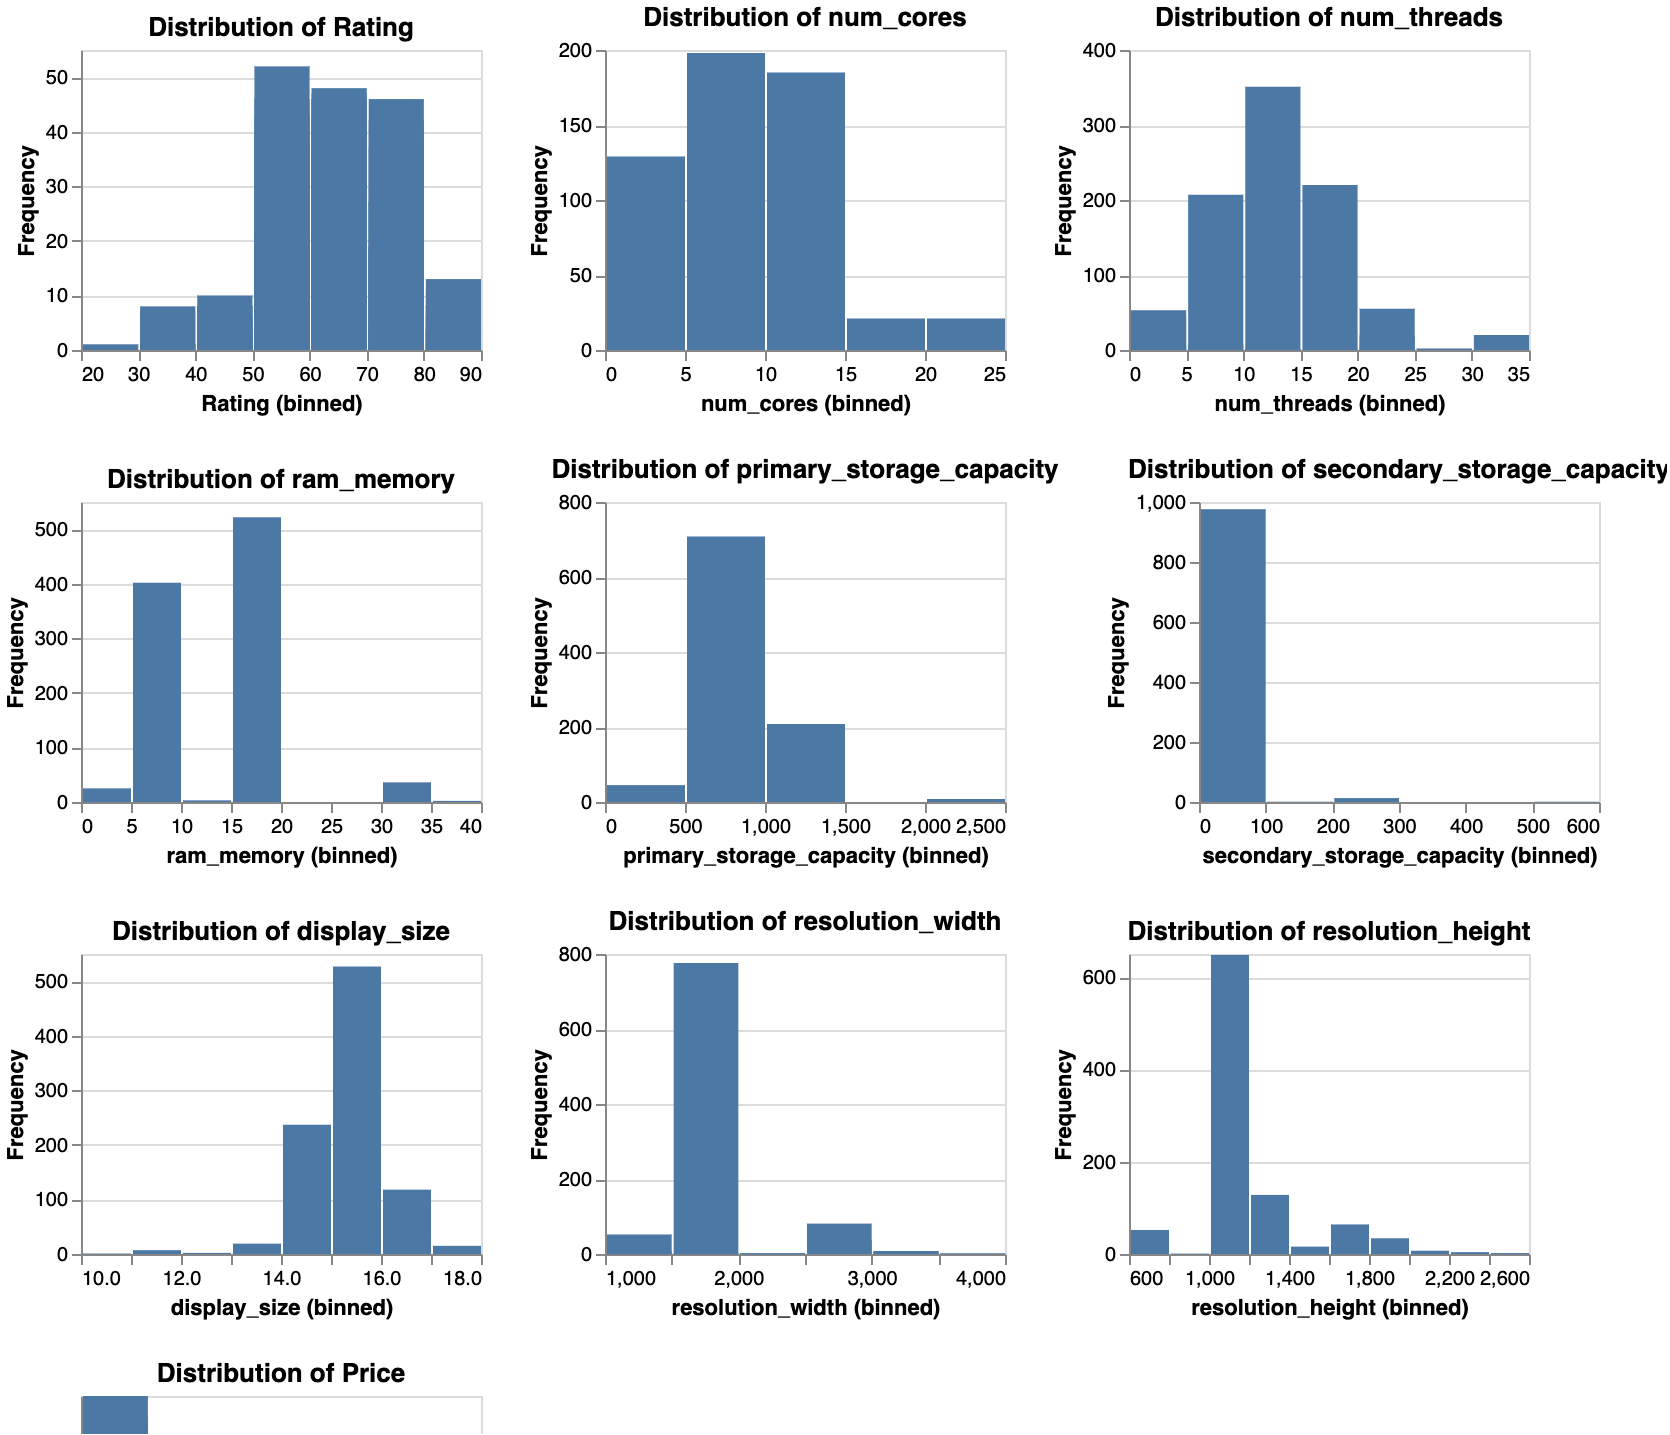 Distribution of Rating
50
40
30
20
10
0
Frequency
20 30 40 50 60 70 80 90
Rating (binned)
Distribution of num_cores
200
150
100
50
0
Frequency
0 5 10 15 20 25
num_cores (binned)
Distribution of num_threads
400
300
200
100
0
Frequency
0 5 10 15 20 25 30 35
num_threads (binned)
Distribution of ram_memory
500
400
300
200
100
0
Frequency
0 5 10 15 20 25 30 35 40
ram_memory (binned)
Distribution of primary_storage_capacity
800
600
400
200
0
Frequency
0 500 1,000 1,500 2,000 2,500
primary_storage_capacity (binned)
Distribution of secondary_storage_capacity
1,000
800
600
400
200
0
Frequency
0 100 200 300 400 500 600
secondary_storage_capacity (binned)
Distribution of display_size
500
400
300
200
100
0
Frequency
10.0 12.0 14.0 16.0 18.0
display_size (binned)
Distribution of resolution_width
800
600
400
200
0
Frequency
1,000 2,000 3,000 4,000
resolution_width (binned)
Distribution of resolution_height
600
400
200
0
Frequency
600 1,000 1,400 1,800 2,200 2,600
resolution_height (binned)
Distribution of Price